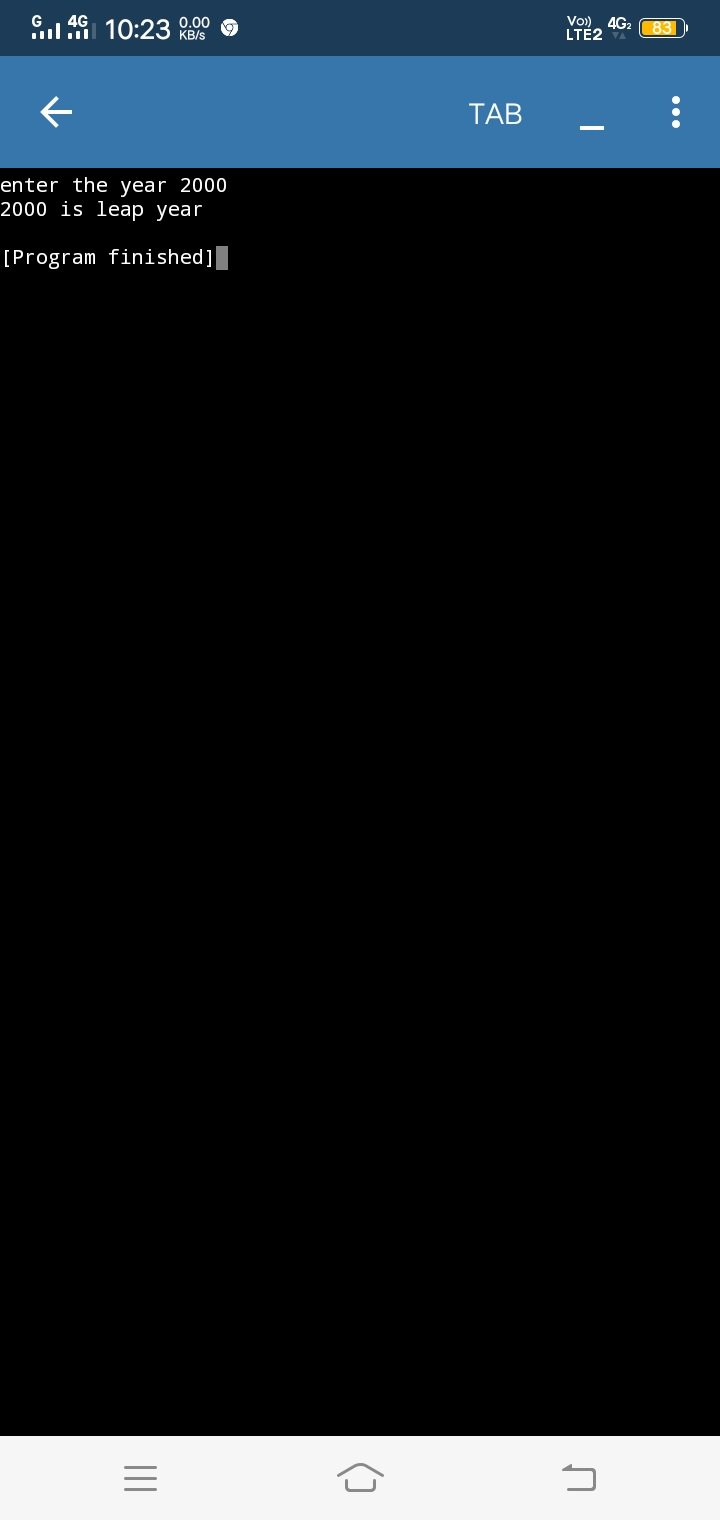 G 4G 10:23 0.00 KB/s Vo)) LTE2 4G2 83
TAB
enter the year 2000
2000 is leap year
[Program finished]